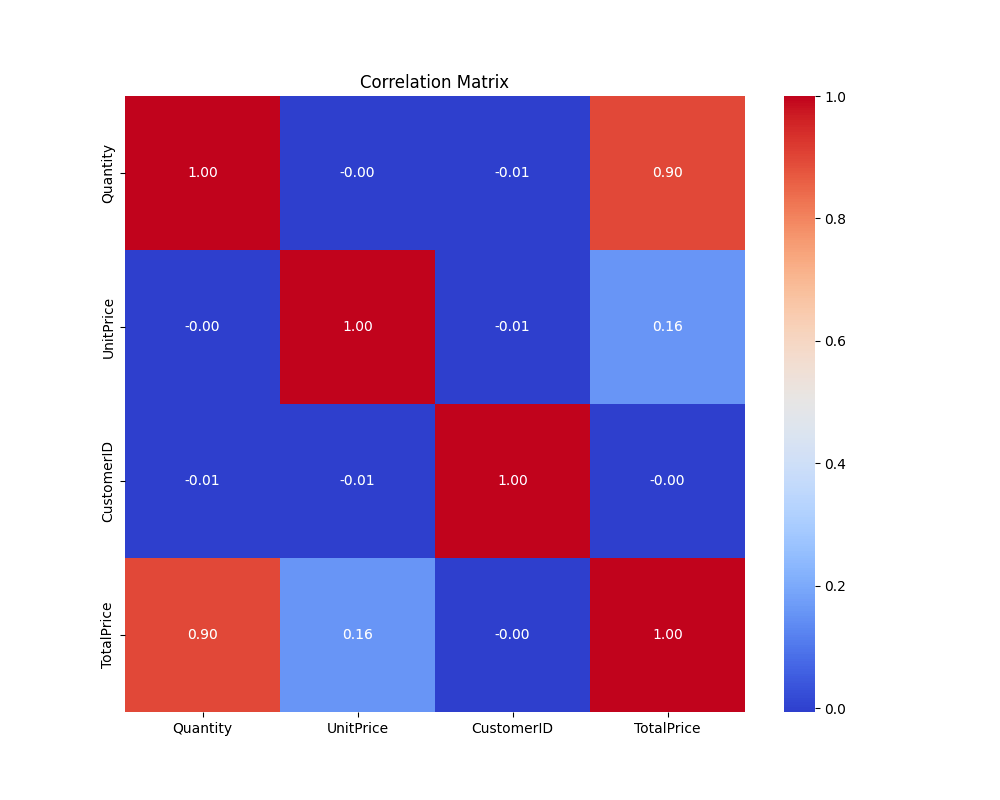 Correlation Matrix
Quantity 1.00 -0.00 -0.01 0.90
UnitPrice -0.00 1.00 -0.01 0.16
CustomerID -0.01 -0.01 1.00 -0.00
TotalPrice 0.90 0.16 -0.00 1.00
Quantity UnitPrice CustomerID TotalPrice
1.0
0.8
0.6
0.4
0.2
0.0